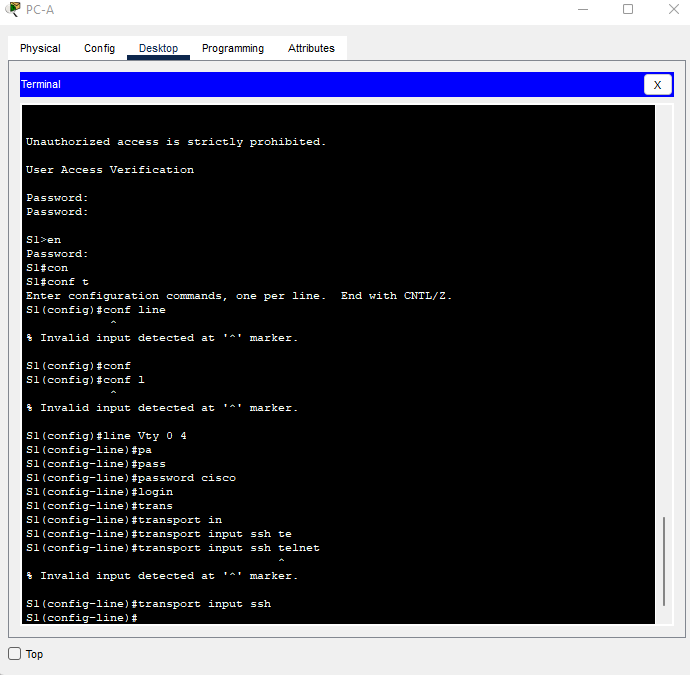 PC-A
Physical Config Desktop Programming Attributes
Terminal X
Unauthorized access is strictly prohibited.
User Access Verification
Password:
Password:
S1>en
Password:
S1#con
S1#conf t
Enter configuration commands, one per line.  End with CNTL/Z.
S1(config)#conf line
^
% Invalid input detected at '^' marker.
S1(config)#conf
S1(config)#conf l
^
% Invalid input detected at '^' marker.
S1(config)#line Vty 0 4
S1(config-line)#pa
S1(config-line)#pass
S1(config-line)#password cisco
S1(config-line)#login
S1(config-line)#trans
S1(config-line)#transport in
S1(config-line)#transport input ssh te
S1(config-line)#transport input ssh telnet
^
% Invalid input detected at '^' marker.
S1(config-line)#transport input ssh
S1(config-line)#
Top